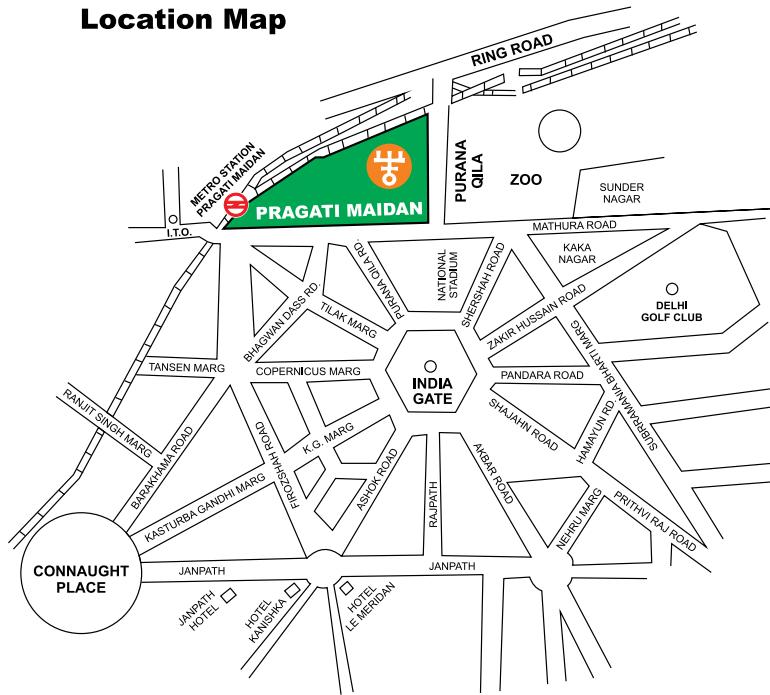 Location Map
RING ROAD
METRO STATION
PRAGATI MAIDAN
PURANA
QILA
ZOO
SUNDER
NAGAR
PRAGATI MAIDAN
I.T.O.
MATHURA ROAD
KAKA
NAGAR
NATIONAL
STADIUM
PURANA QILA RD.
SHERSHAH ROAD
BHAGWAN DASS RD.
TILAK MARG
ZAKIR HUSSAIN ROAD
DELHI
GOLF CLUB
SUBRRAMANIA BHARTI MARG
TANSEN MARG
COPERNICUS MARG
INDIA
GATE
PANDARA ROAD
RANJIT SINGH MARG
BARAKHAMA ROAD
FIROZSHAH ROAD
K.G. MARG
SHAJAHN ROAD
HAMAYUN RD.
KASTURBA GANDHI MARG
ASHOK ROAD
RAJPATH
AKBAR ROAD
NEHRU MARG
PRITHVI RAJ ROAD
CONNAUGHT
PLACE
JANPATH
JANPATH
JANPATH
HOTEL
HOTEL
KANISHKA
HOTEL
LE MERIDAN